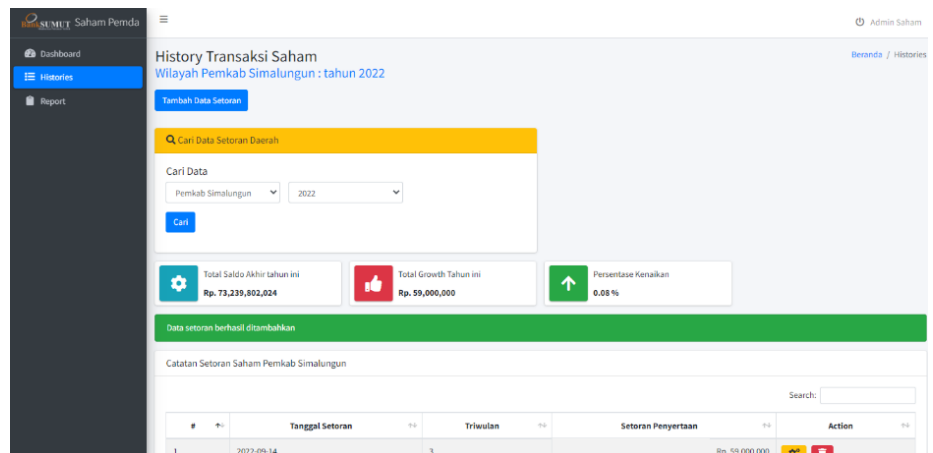 SUMUT Saham Pemda
Admin Saham
Dashboard
Histories
Report
History Transaksi Saham
Wilayah Pemkab Simalungun : tahun 2022
Beranda / Histories
Tambah Data Setoran
Cari Data Setoran Daerah
Cari Data
Pemkab Simalungun
2022
Cari
Total Saldo Akhir tahun ini
Rp. 73,239,802,024
Total Growth Tahun ini
Rp. 59,000,000
Persentase Kenaikan
0.08 %
Data setoran berhasil ditambahkan
Catatan Setoran Saham Pemkab Simalungun
Search:
# Tanggal Setoran Triwulan Setoran Penyertaan Action
1 2022-09-14 3 Rp. 59,000,000